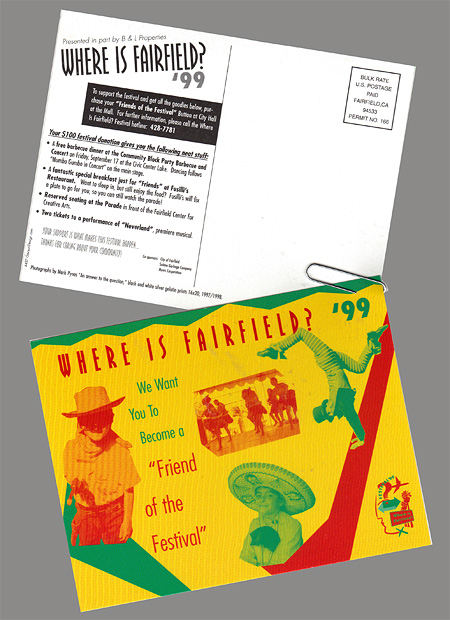 Presented in part by B & L Properties
WHERE IS FAIRFIELD?
'99
To support the festival and get all the goodies below, pur-
chase your "Friends of the Festival" Button at City Hall
at the Mall. For further information, please call the Where
Is Fairfield? Festival hotline: 428-7781
BULK RATE
U.S. POSTAGE
PAID
FAIRFIELD, CA
94533
PERMIT NO. 166
Your $100 festival donation gives you the following neat stuff:
• A free barbecue dinner at the Community Block Party Barbecue and
Concert on Friday, September 17 at the Civic Center Lake. Dancing follows
"Mumbo Gumbo in Concert" on the main stage.
• A fantastic special breakfast just for "Friends" at Fusilli's
Restaurant. Want to sleep in, but still enjoy the food? Fusilli's will fix
a plate to go for you, so you can still watch the parade!
• Reserved seating at the Parade in front of the Fairfield Center for
Creative Arts.
• Two tickets to a performance of "Neverland", premiere musical.
YOUR SUPPORT IS WHAT MAKES THIS FESTIVAL HAPPEN...
THANKS FOR CARING ABOUT YOUR COMMUNITY!
Co-sponsors: City of Fairfield
Solano Garbage Company
Corporation
Photographs by "An answer to the question," black and white silver gelatin prints 16x20, 1997/1998.
WHERE IS FAIRFIELD?
'99
We Want
You To
Become a
"Friend
of the
Festival"